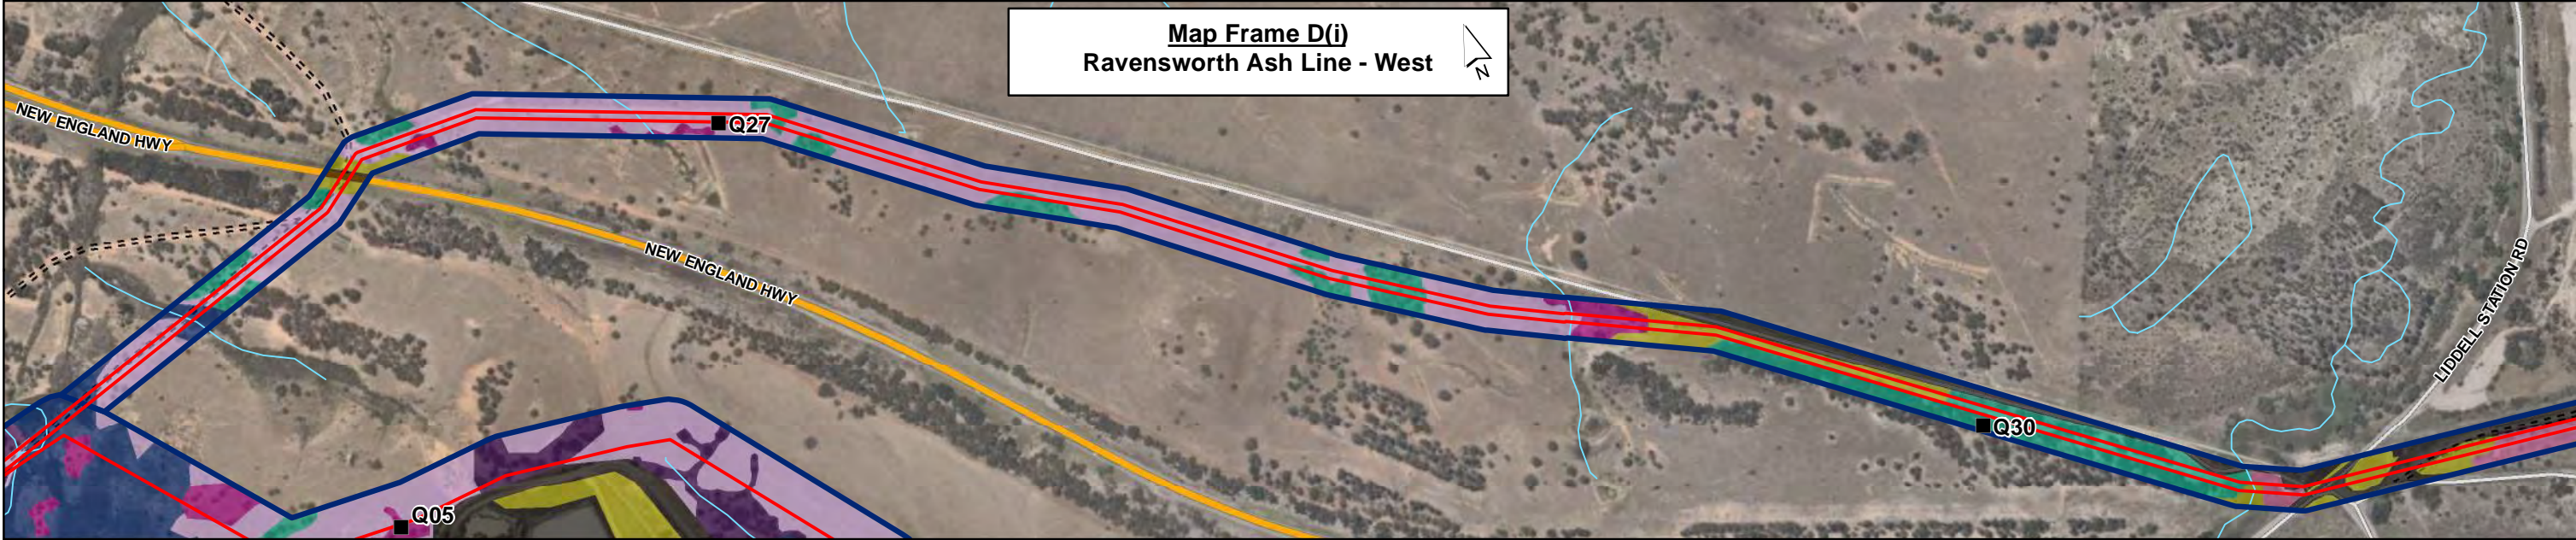 Map Frame D(i)
Ravensworth Ash Line - West
N
NEW ENGLAND HWY
Q27
NEW ENGLAND HWY
LIDDELL STATION RD
Q30
Q05